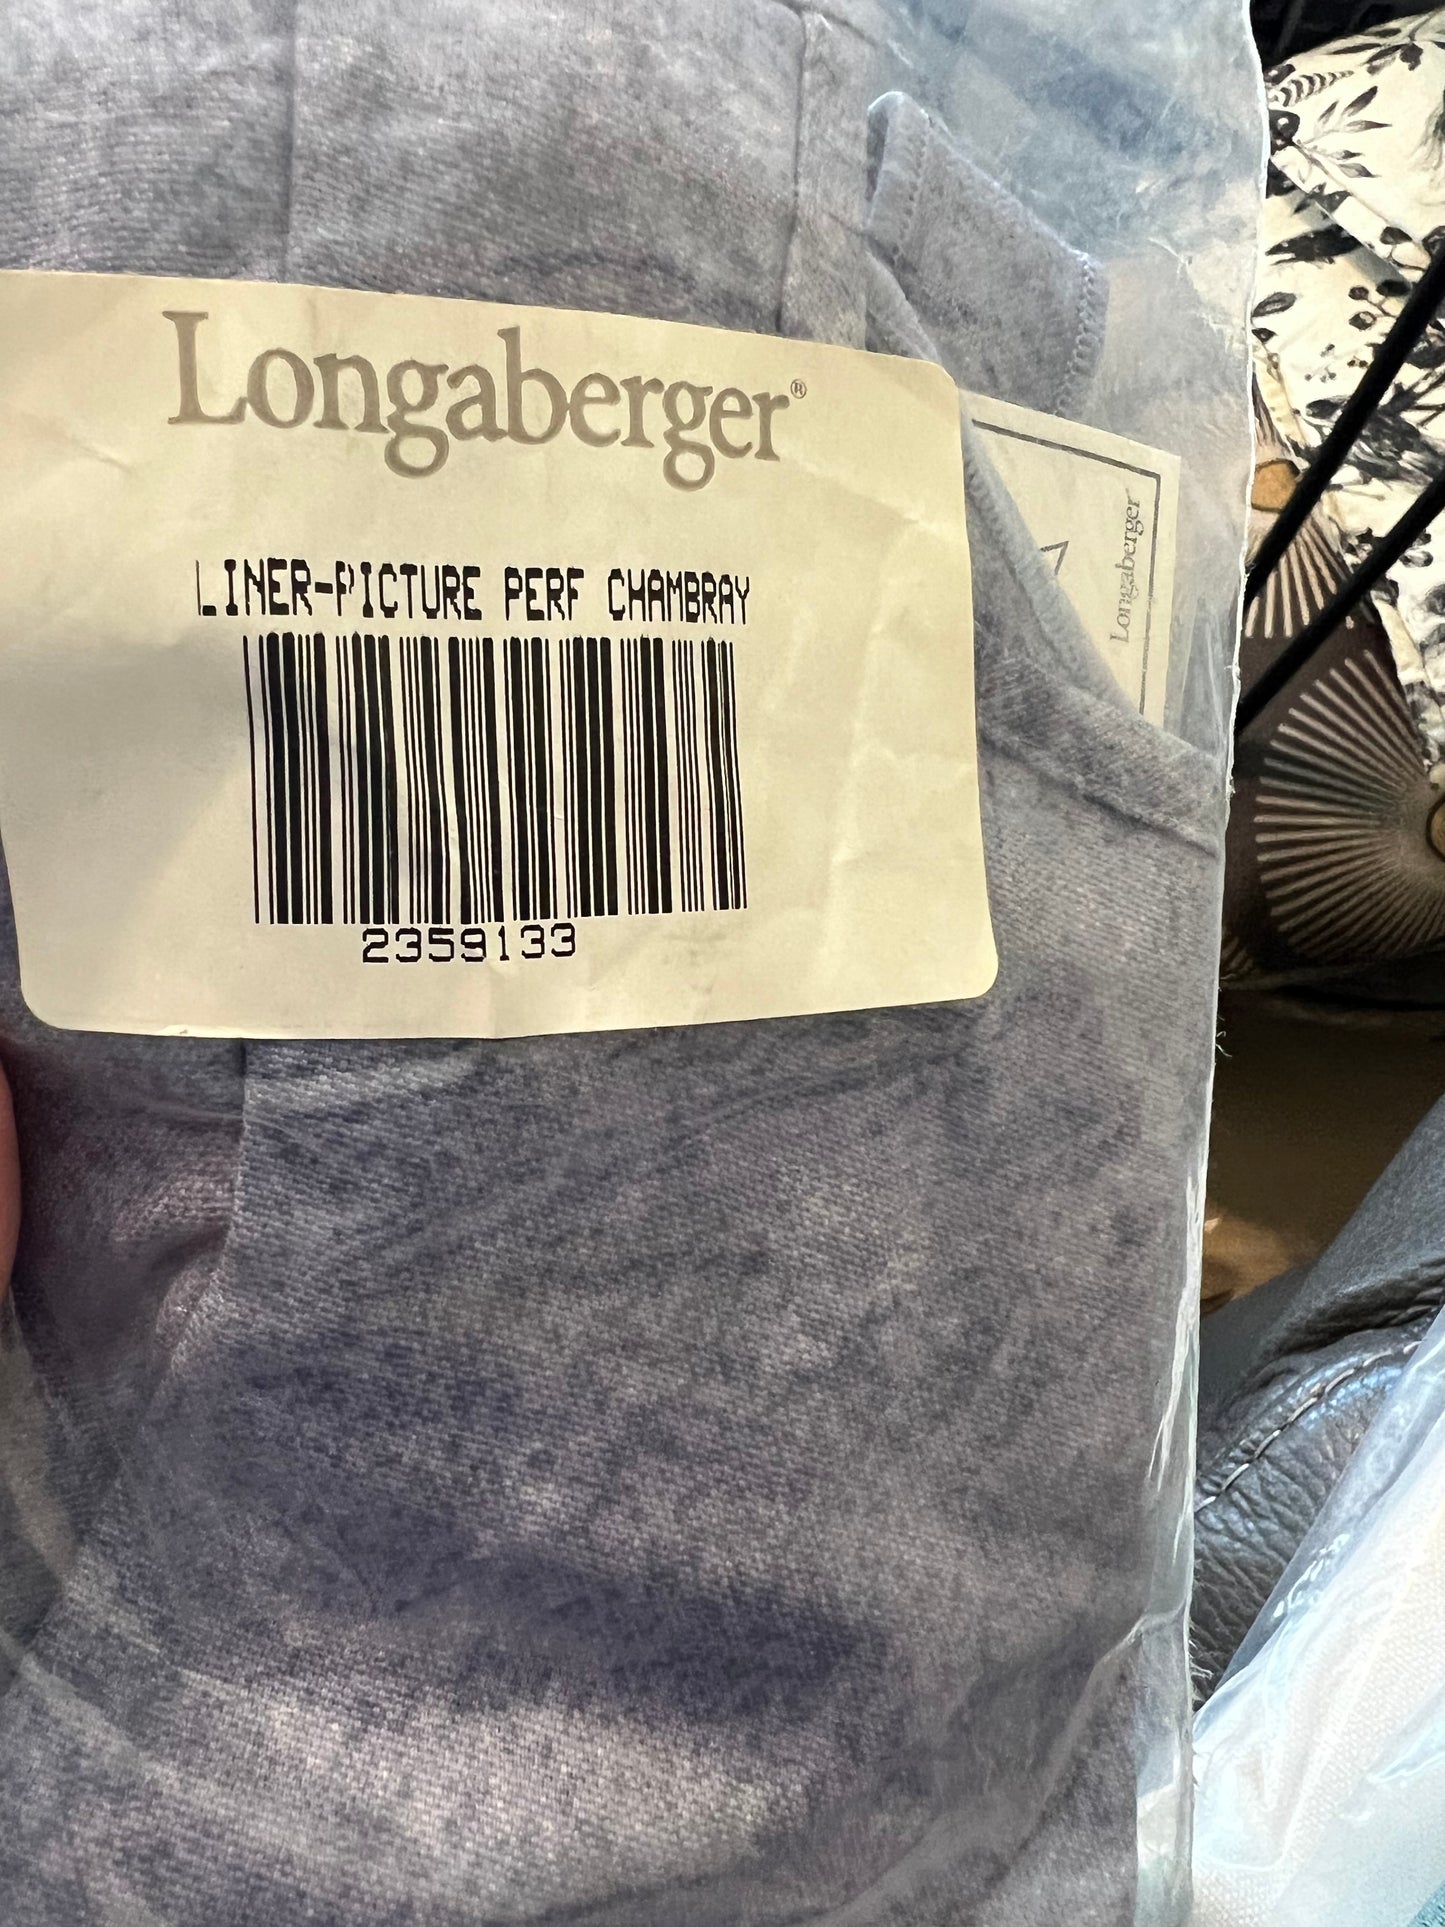 Longaberger®
LINER-PICTURE PERF CHAMBRAY
2359133
Longaberger